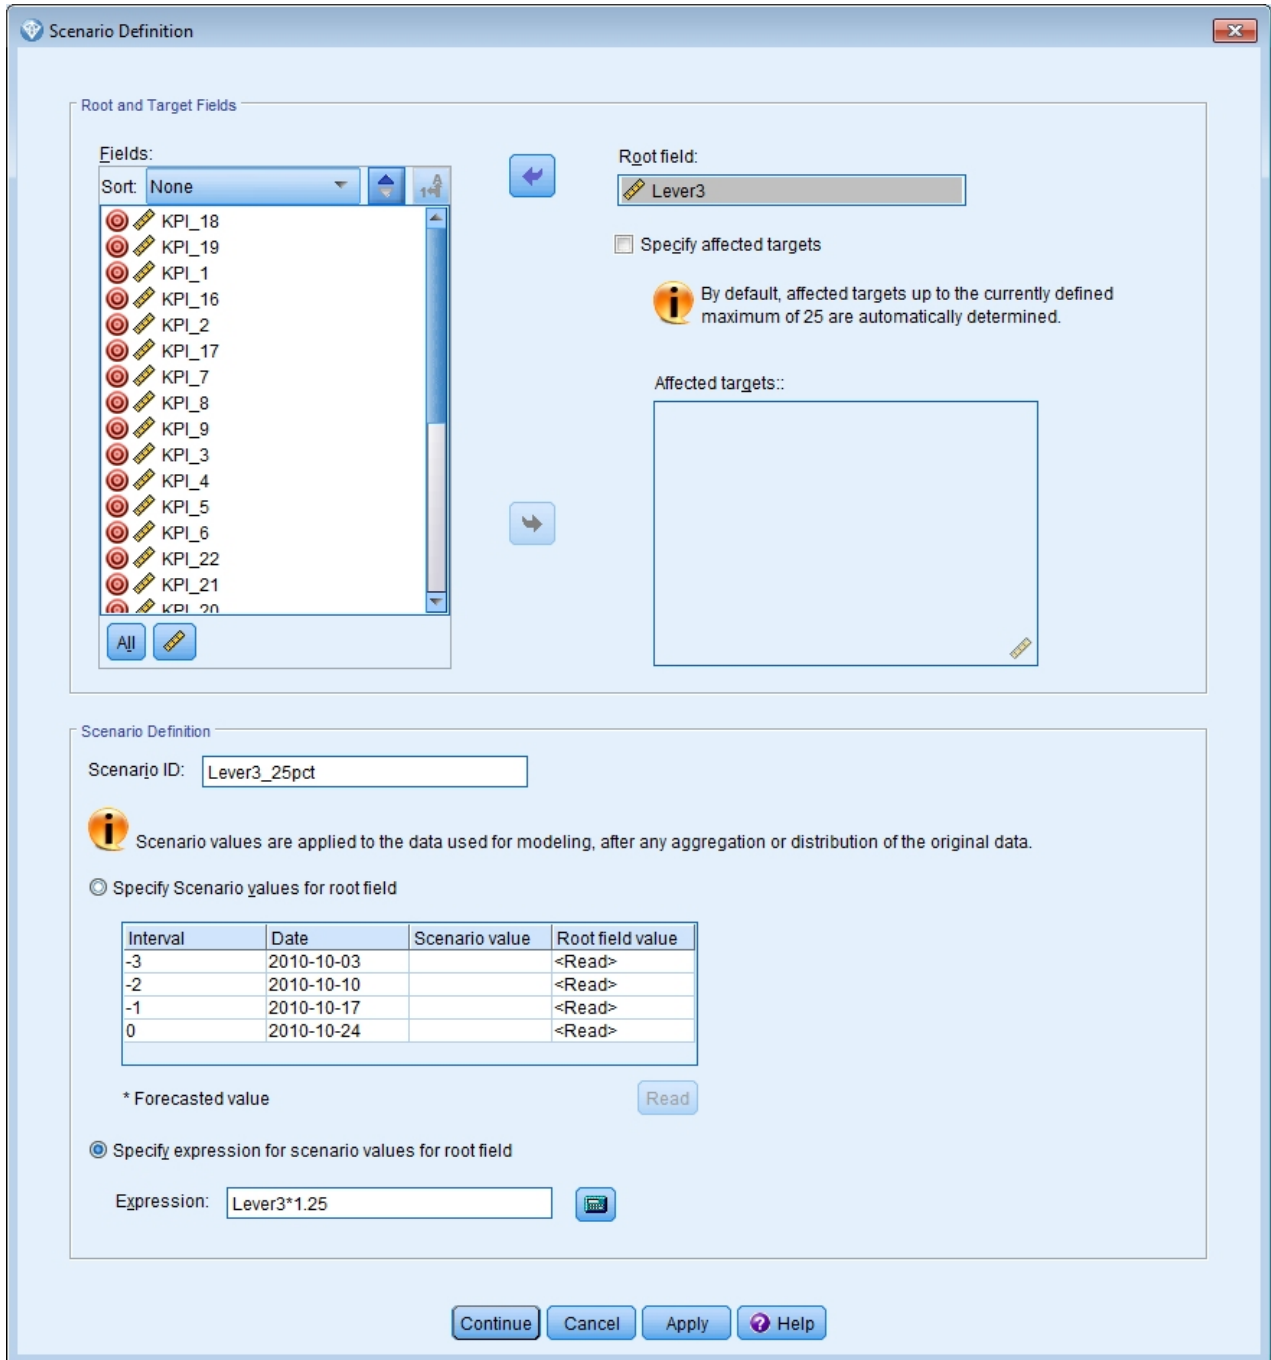 Scenario Definition
Root and Target Fields
Fields:
Sort: None
KPI_18
KPI_19
KPI_1
KPI_16
KPI_2
KPI_17
KPI_7
KPI_8
KPI_9
KPI_3
KPI_4
KPI_5
KPI_6
KPI_22
KPI_21
KPI_20
All
Root field:
Lever3
Specify affected targets
By default, affected targets up to the currently defined
maximum of 25 are automatically determined.
Affected targets::
Scenario Definition
Scenario ID: Lever3_25pct
Scenario values are applied to the data used for modeling, after any aggregation or distribution of the original data.
Specify Scenario values for root field
Interval Date Scenario value Root field value
-3 2010-10-03 <Read>
-2 2010-10-10 <Read>
-1 2010-10-17 <Read>
0 2010-10-24 <Read>
* Forecasted value Read
Specify expression for scenario values for root field
Expression: Lever3*1.25
Continue Cancel Apply Help